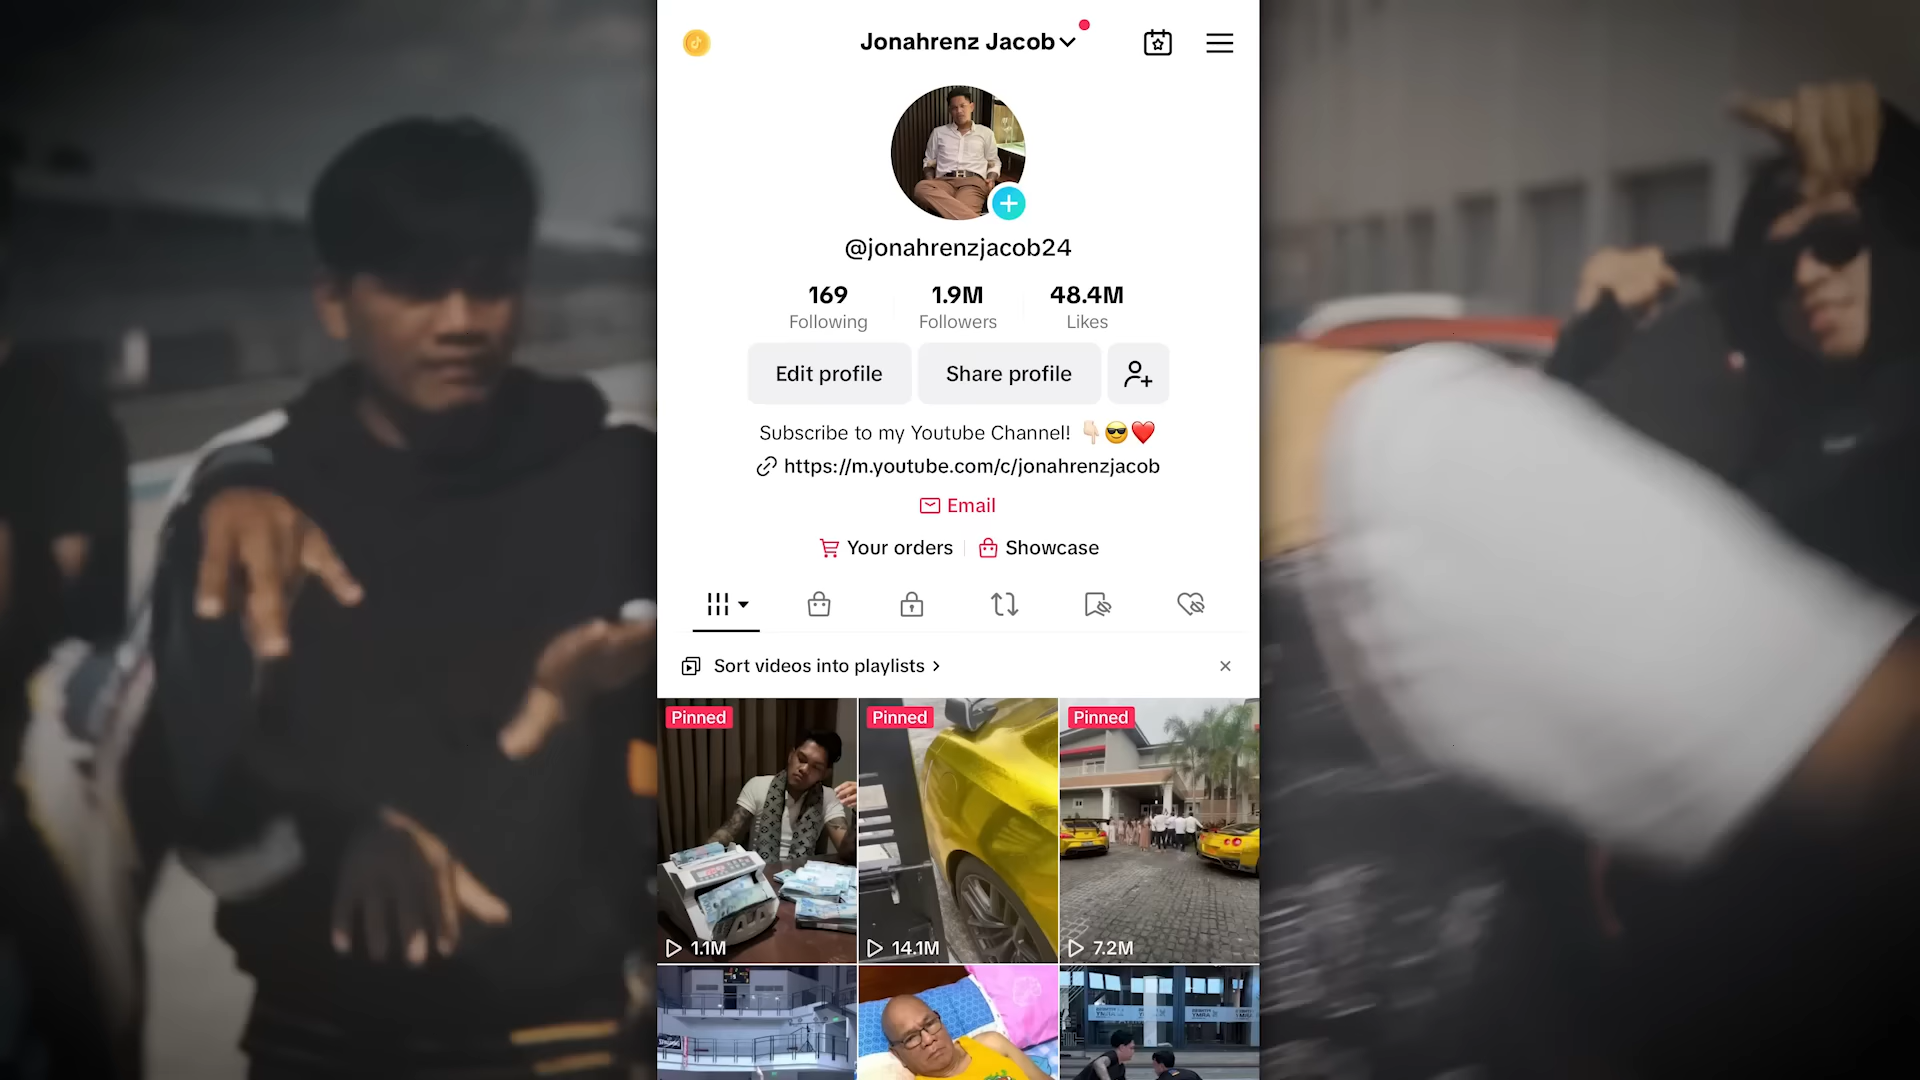 Jonahrenz Jacob
@jonahrenzjacob24
169 1.9M 48.4M
Following Followers Likes
Edit profile Share profile
Subscribe to my Youtube Channel! 👇🏻😎❤️
https://m.youtube.com/c/jonahrenzjacob
Email
Your orders Showcase
Sort videos into playlists >
Pinned Pinned Pinned
1.1M 14.1M 7.2M